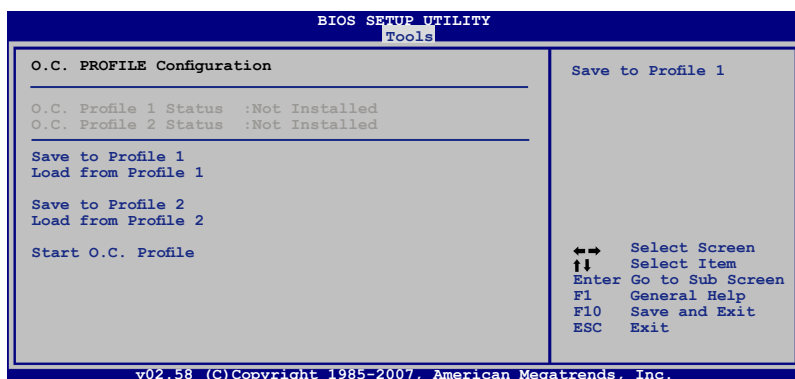 BIOS SETUP UTILITY
Tools
O.C. PROFILE Configuration
O.C. Profile 1 Status :Not Installed
O.C. Profile 2 Status :Not Installed
Save to Profile 1
Load from Profile 1
Save to Profile 2
Load from Profile 2
Start O.C. Profile
Save to Profile 1
←→ Select Screen
↑↓ Select Item
Enter Go to Sub Screen
F1 General Help
F10 Save and Exit
ESC Exit
v02.58 (C)Copyright 1985-2007, American Megatrends, Inc.